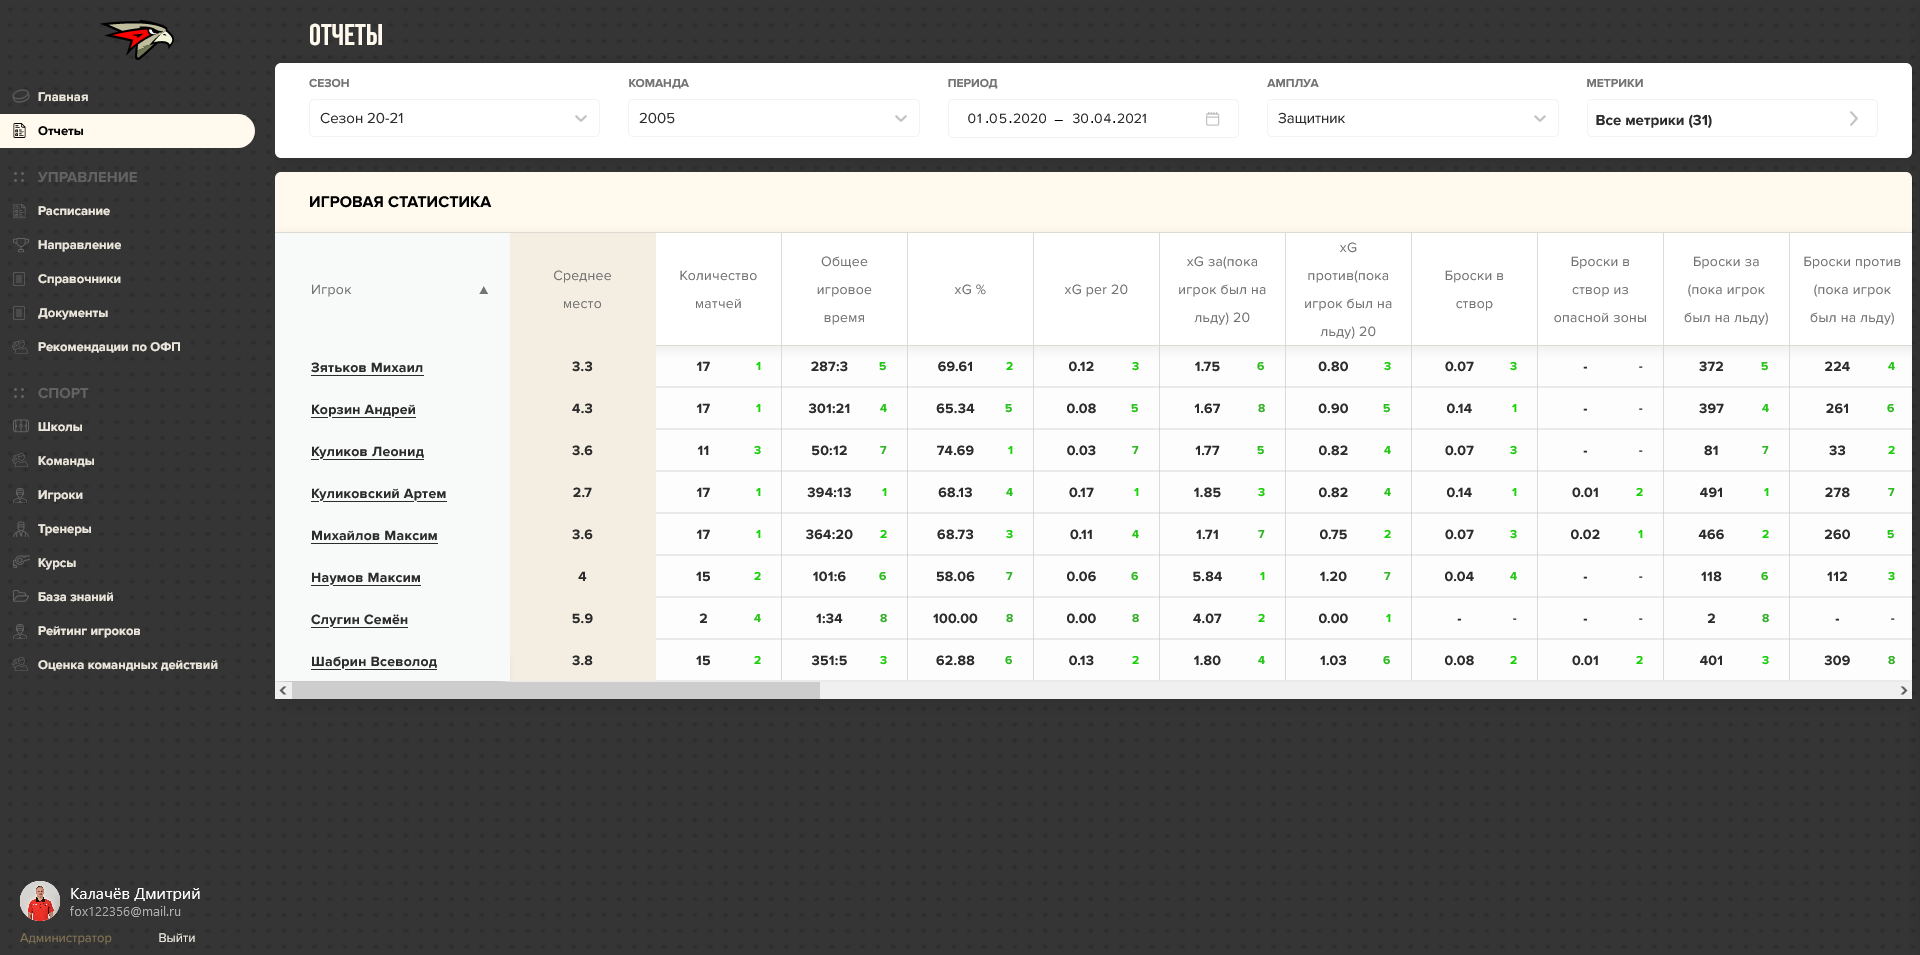 ОТЧЕТЫ
Главная
Отчеты
УПРАВЛЕНИЕ
Расписание
Направление
Справочники
Документы
Рекомендации по ОФП
СПОРТ
Школы
Команды
Игроки
Тренеры
Курсы
База знаний
Рейтинг игроков
Оценка командных действий
Калачёв Дмитрий
fox122356@mail.ru
Администратор Выйти
СЕЗОН КОМАНДА ПЕРИОД АМПЛУА МЕТРИКИ
Сезон 20-21 2005 01.05.2020 – 30.04.2021 Защитник Все метрики (31)
ИГРОВАЯ СТАТИСТИКА
Игрок ▲
Среднее
место
Количество
матчей
Общее
игровое
время
xG %
xG per 20
xG за(пока
игрок был на
льду) 20
xG
против(пока
игрок был на
льду) 20
Броски в
створ
Броски в
створ из
опасной зоны
Броски за
(пока игрок
был на льду)
Броски против
(пока игрок
был на льду)
Зятьков Михаил 3.3 17 1 287:3 5 69.61 2 0.12 3 1.75 6 0.80 3 0.07 3 - - 372 5 224 4
Корзин Андрей 4.3 17 1 301:21 4 65.34 5 0.08 5 1.67 8 0.90 5 0.14 1 - - 397 4 261 6
Куликов Леонид 3.6 11 3 50:12 7 74.69 1 0.03 7 1.77 5 0.82 4 0.07 3 - - 81 7 33 2
Куликовский Артем 2.7 17 1 394:13 1 68.13 4 0.17 1 1.85 3 0.82 4 0.14 1 0.01 2 491 1 278 7
Михайлов Максим 3.6 17 1 364:20 2 68.73 3 0.11 4 1.71 7 0.75 2 0.07 3 0.02 1 466 2 260 5
Наумов Максим 4 15 2 101:6 6 58.06 7 0.06 6 5.84 1 1.20 7 0.04 4 - - 118 6 112 3
Слугин Семён 5.9 2 4 1:34 8 100.00 8 0.00 8 4.07 2 0.00 1 - - - - 2 8 - -
Шабрин Всеволод 3.8 15 2 351:5 3 62.88 6 0.13 2 1.80 4 1.03 6 0.08 2 0.01 2 401 3 309 8